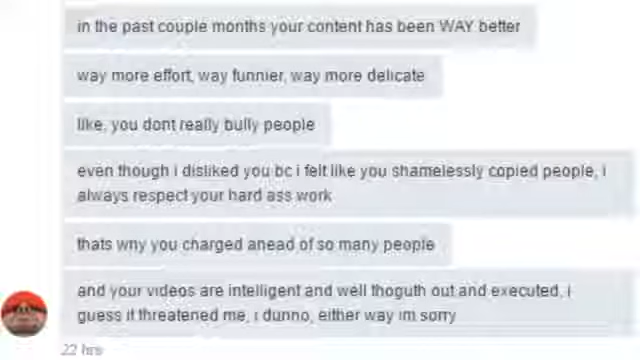 in the past couple months your content has been WAY better
way more effort, way funnier, way more delicate
like, you dont really bully people
even though i disliked you bc i felt like you shamelessly copied people, i
always respect your hard ass work
thats why you charged ahead of so many people
and your videos are intelligent and well thoguth out and executed, i
guess it threatened me, i dunno, either way im sorry
22 hrs